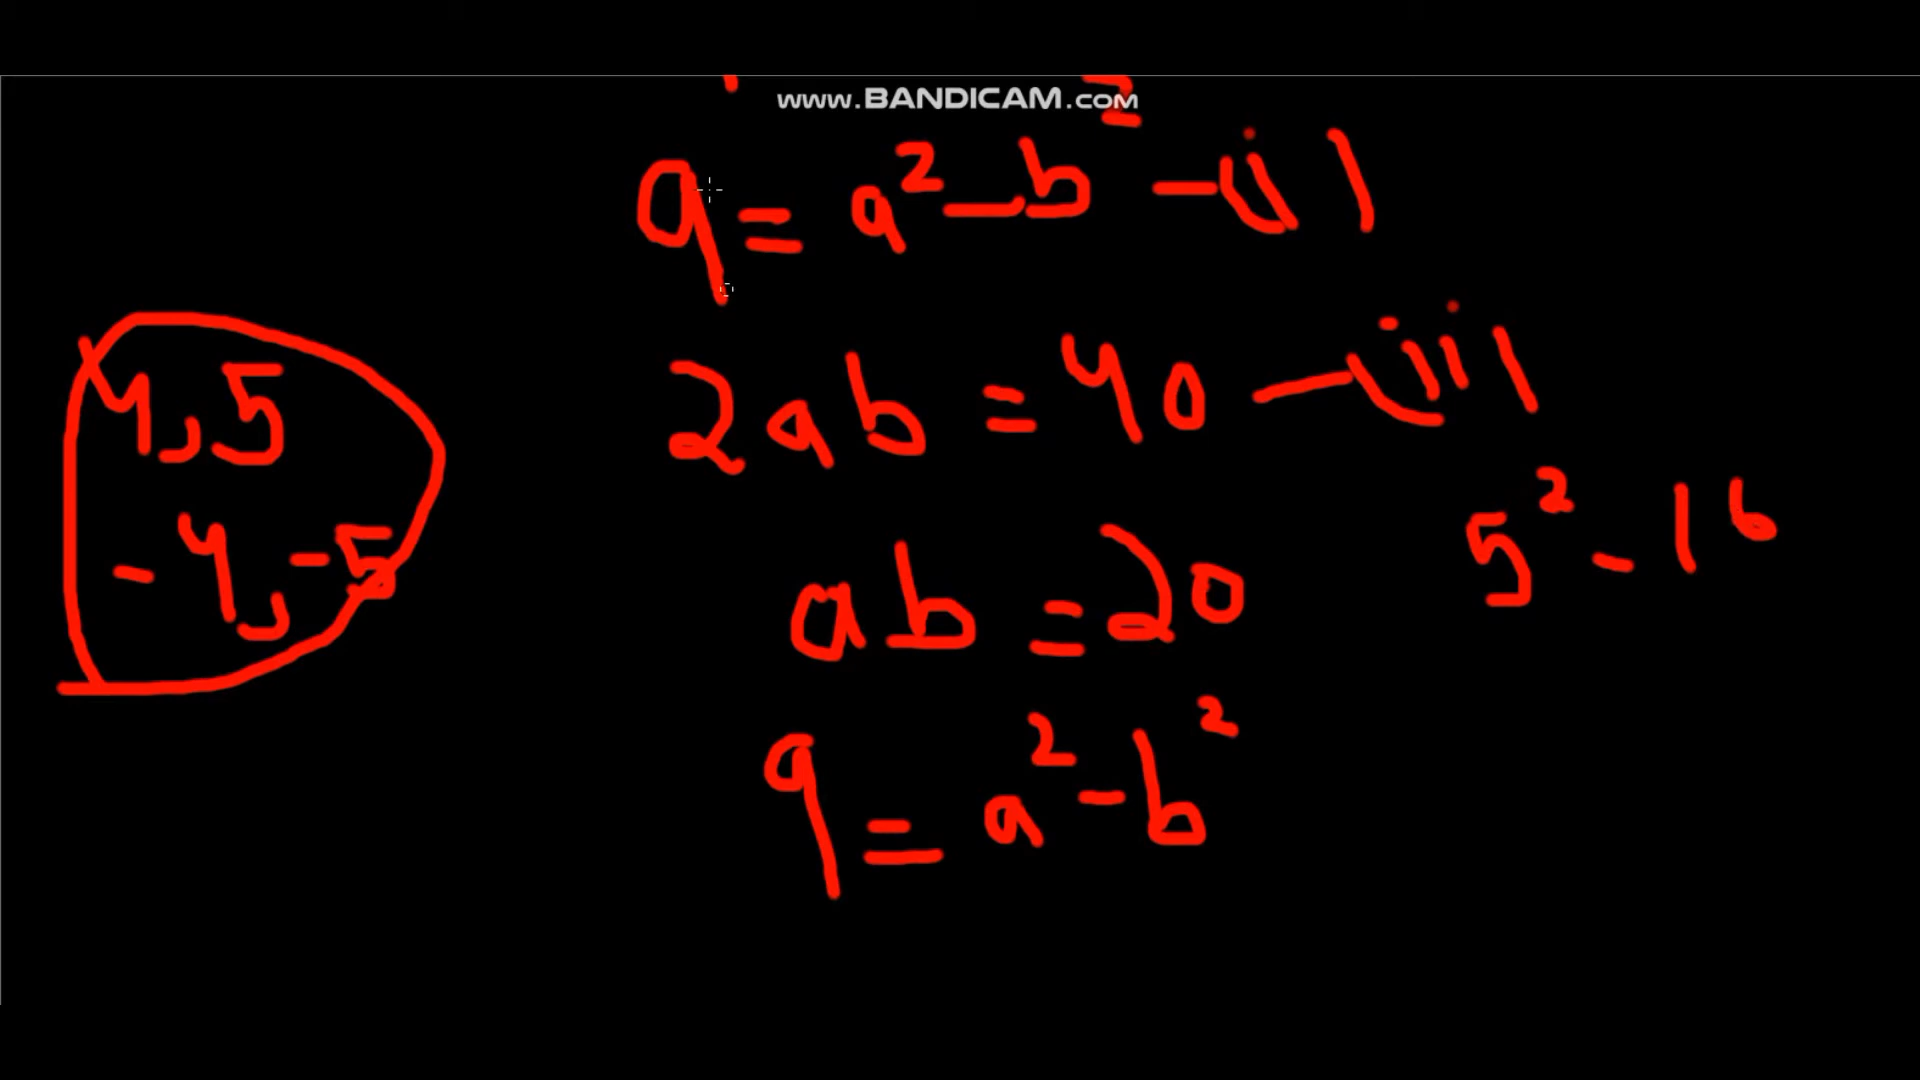 www.BANDICAM.com
9 = a² - b² - (ii)
2ab = 40 - (iii)
4, 5
5² - 16
- 4, - 5
ab = 20
9 = a² - b²